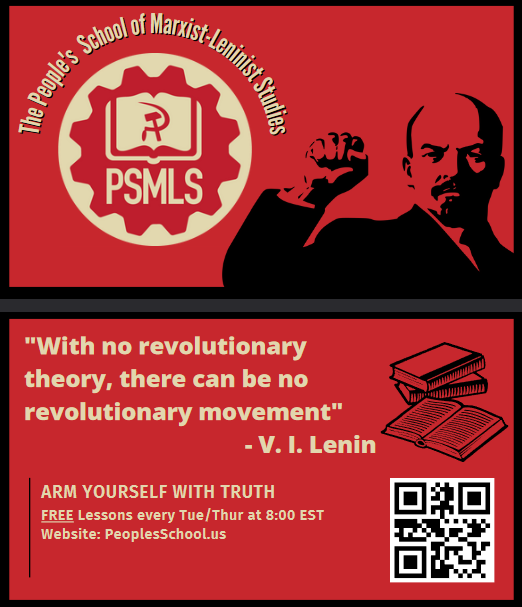 The People's School of Marxist-Leninist Studies
PSMLS
"With no revolutionary
theory, there can be no
revolutionary movement"
- V. I. Lenin
ARM YOURSELF WITH TRUTH
FREE Lessons every Tue/Thur at 8:00 EST
Website: PeoplesSchool.us